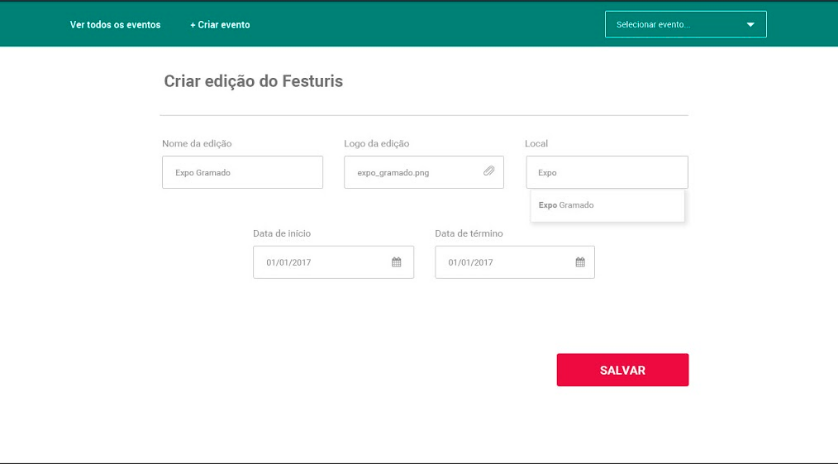 Ver todos os eventos + Criar evento Selecionar evento...
Criar edição do Festuris
Nome da edição Logo da edição Local
Expo Gramado expo_gramado.png Expo
Expo Gramado
Data de início Data de término
01/01/2017 01/01/2017
SALVAR